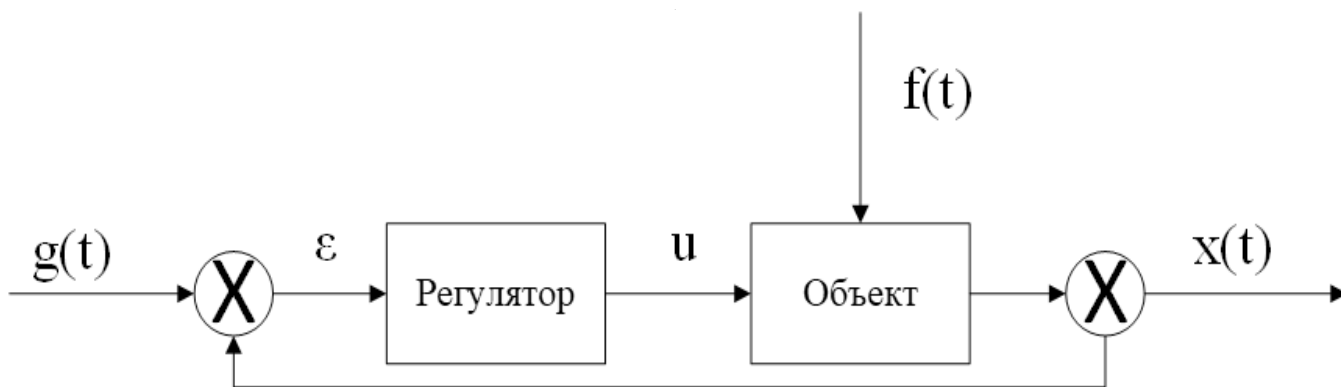 f(t)
g(t)
X
ε
Регулятор
u
Объект
X
x(t)